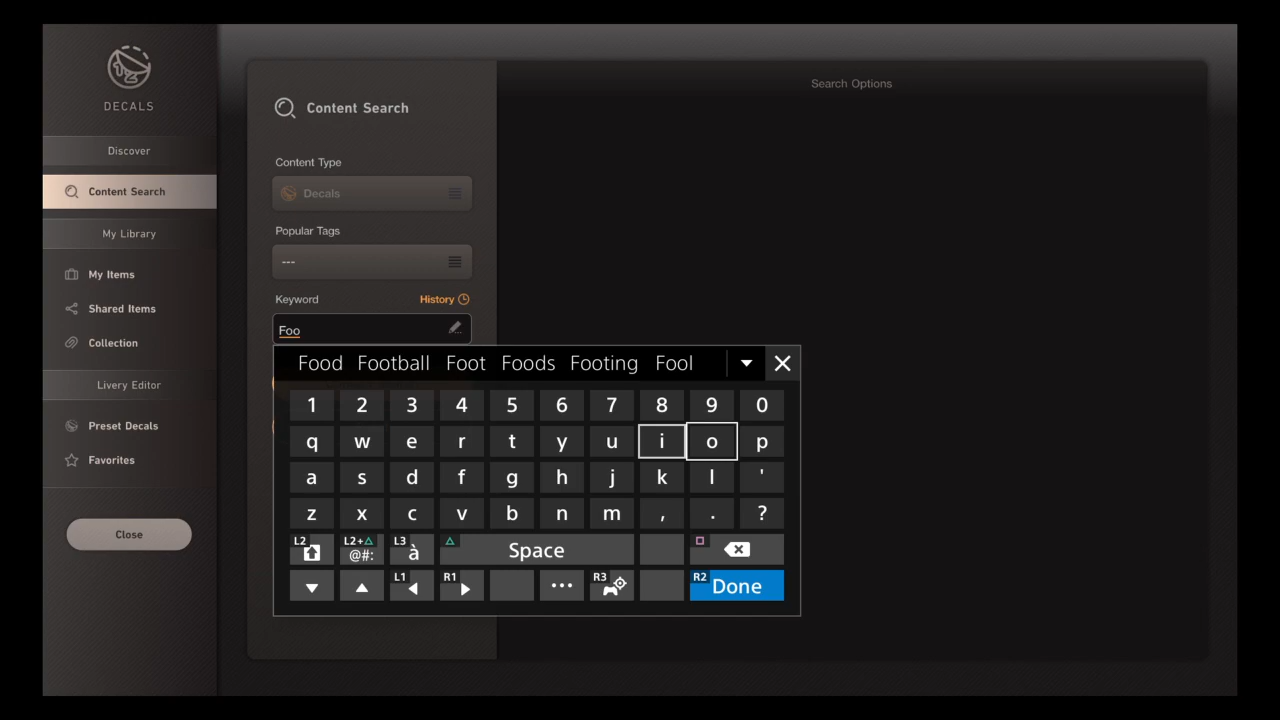 DECALS
Discover
Content Search
My Library
My Items
Shared Items
Collection
Livery Editor
Preset Decals
Favorites
Close
Content Search
Content Type
Decals
Popular Tags
---
Keyword History
Foo
Search Options
Food Football Foot Foods Footing Fool
1 2 3 4 5 6 7 8 9 0
q w e r t y u i o p
a s d f g h j k l '
z x c v b n m , . ?
L2 L2+△ @#: L3 à △ Space □
L1 R1 ... R3 R2 Done